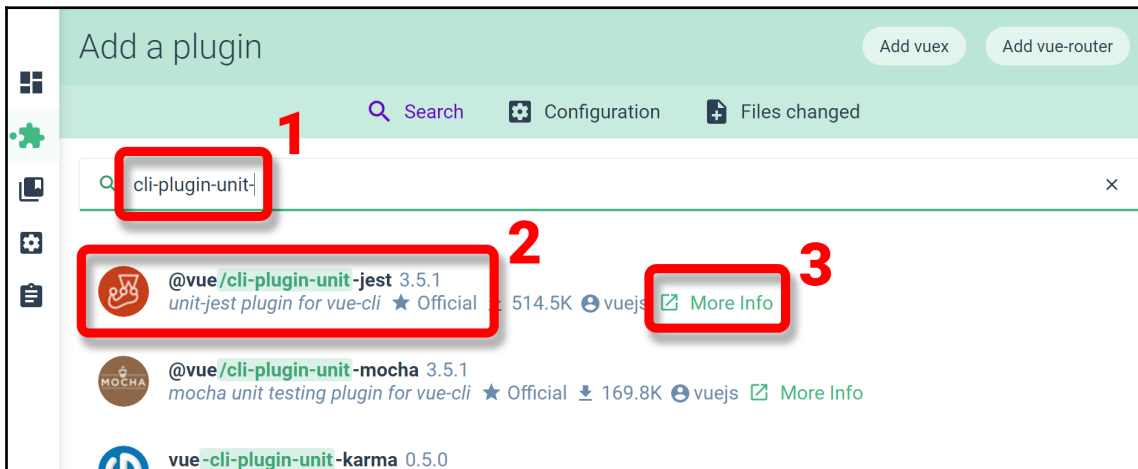 Add a plugin
Add vuex
Add vue-router
Search
Configuration
Files changed
1
cli-plugin-unit-
2
3
@vue/cli-plugin-unit-jest 3.5.1
unit-jest plugin for vue-cli ★ Official 514.5K vuejs More Info
MOCHA
@vue/cli-plugin-unit-mocha 3.5.1
mocha unit testing plugin for vue-cli ★ Official 169.8K vuejs More Info
vue-cli-plugin-unit-karma 0.5.0